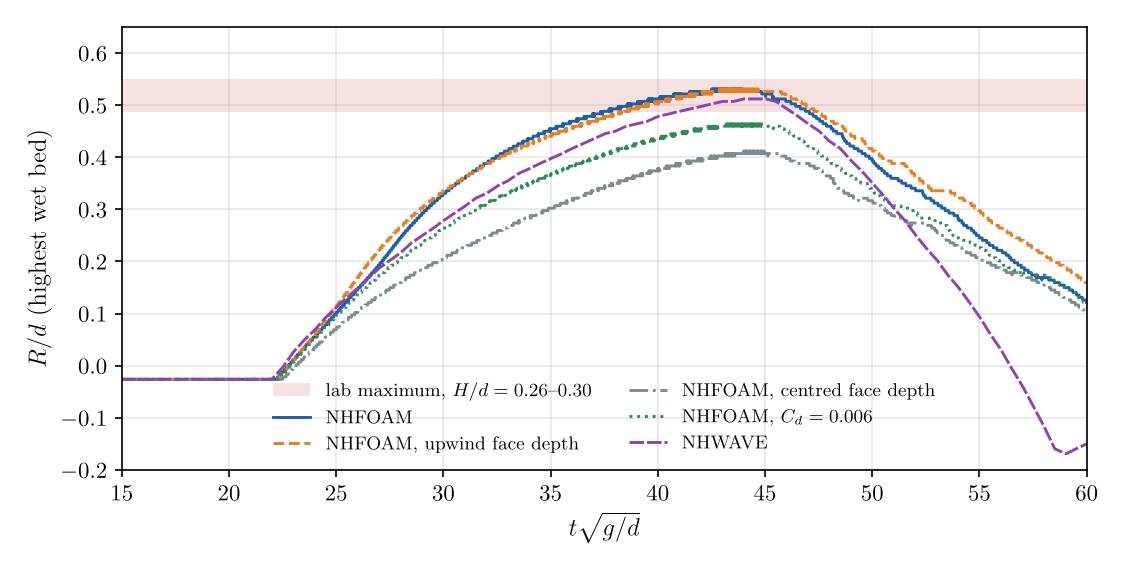 0.6
0.5
0.4
0.3
0.2
0.1
0.0
−0.1
−0.2
R/d (highest wet bed)
lab maximum, H/d = 0.26–0.30
NHFOAM
NHFOAM, upwind face depth
NHFOAM, centred face depth
NHFOAM, C_d = 0.006
NHWAVE
15 20 25 30 35 40 45 50 55 60
t√g/d